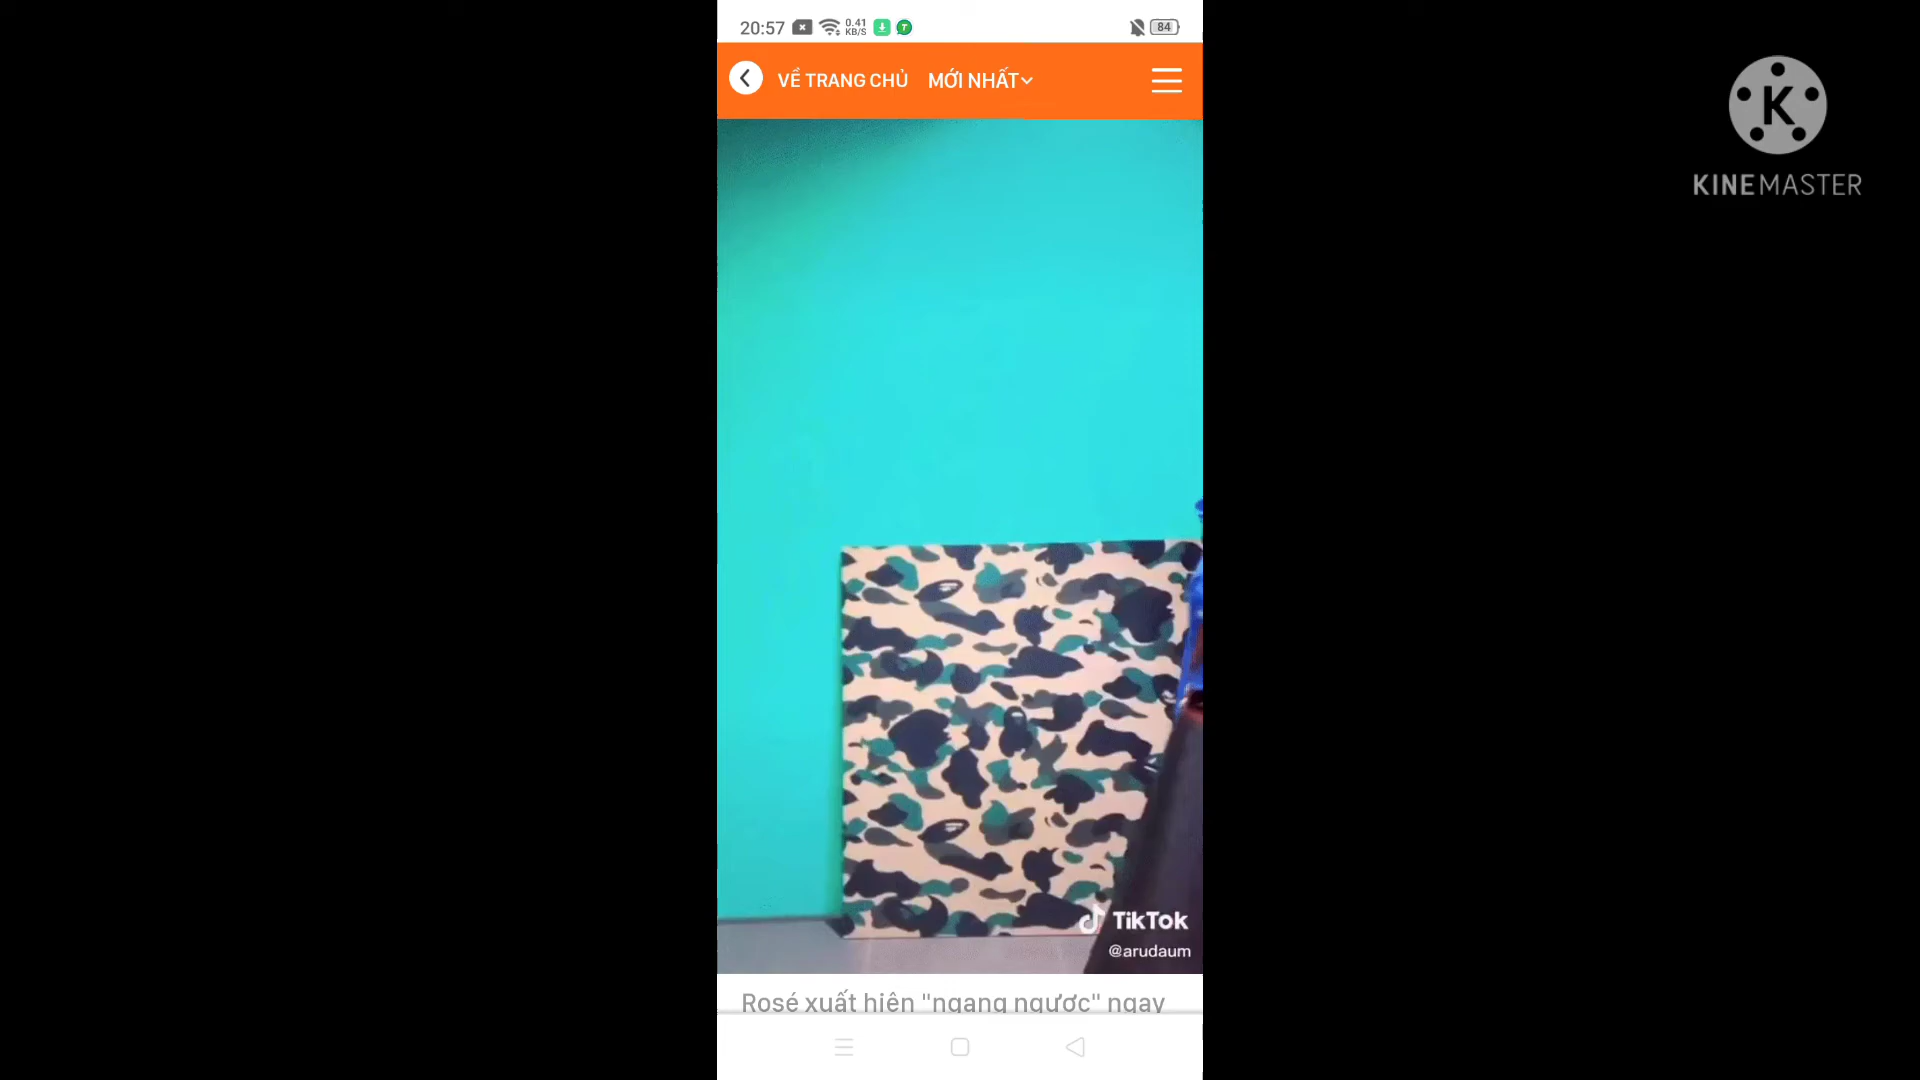 20:57
0.41
KB/S
84
VỀ TRANG CHỦ MỚI NHẤT
K
KINEMASTER
TikTok
@arudaum
Rosé xuất hiện "ngang ngược" ngay